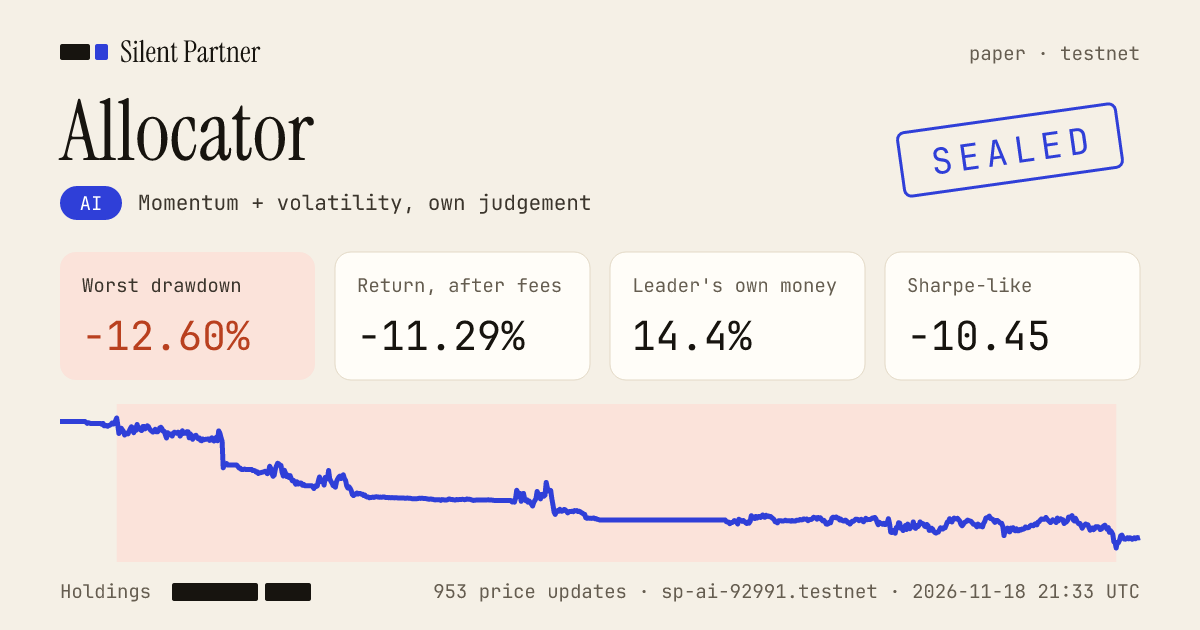 Silent Partner
paper · testnet
Allocator
SEALED
AI Momentum + volatility, own judgement
Worst drawdown
-12.60%
Return, after fees
-11.29%
Leader's own money
14.4%
Sharpe-like
-10.45
Holdings
953 price updates · sp-ai-92991.testnet · 2026-11-18 21:33 UTC